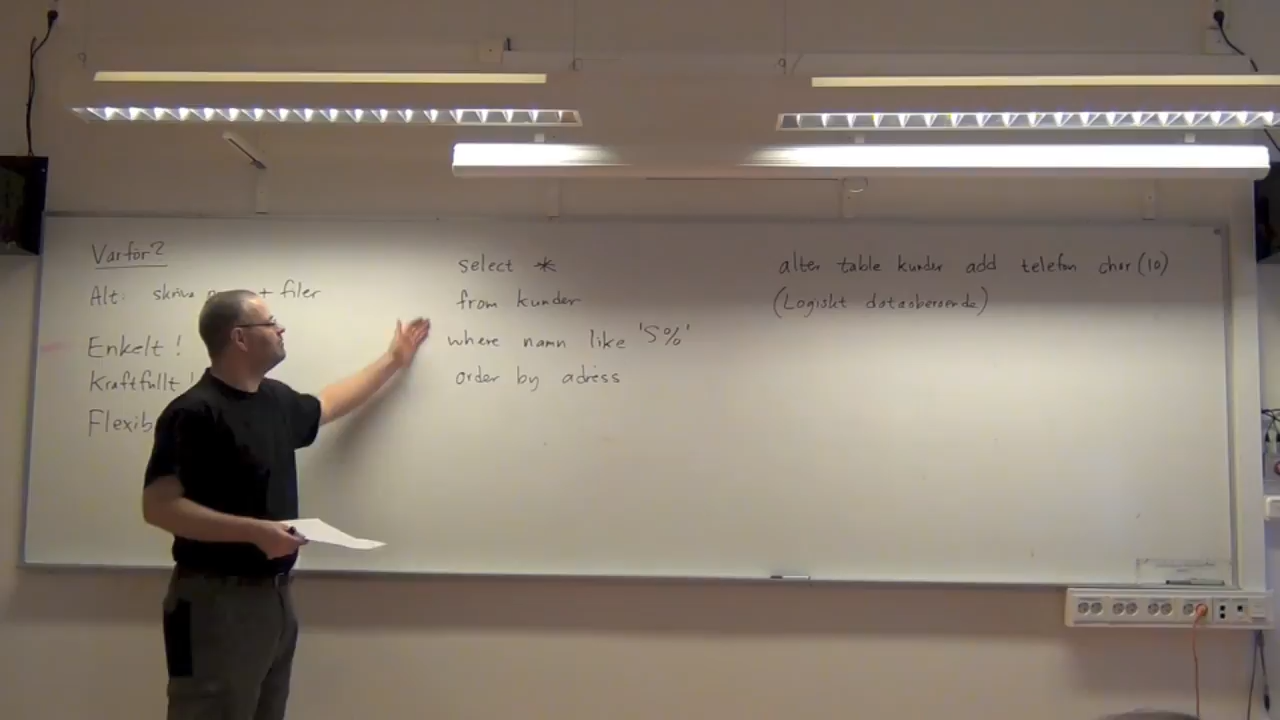 Varför?
Alt: skriva + filer
Enkelt!
Kraftfullt!
Flexib
select *
from kunder
where namn like 'S%'
order by adress
alter table kunder add telefon char(10)
(Logiskt dataoberoende)